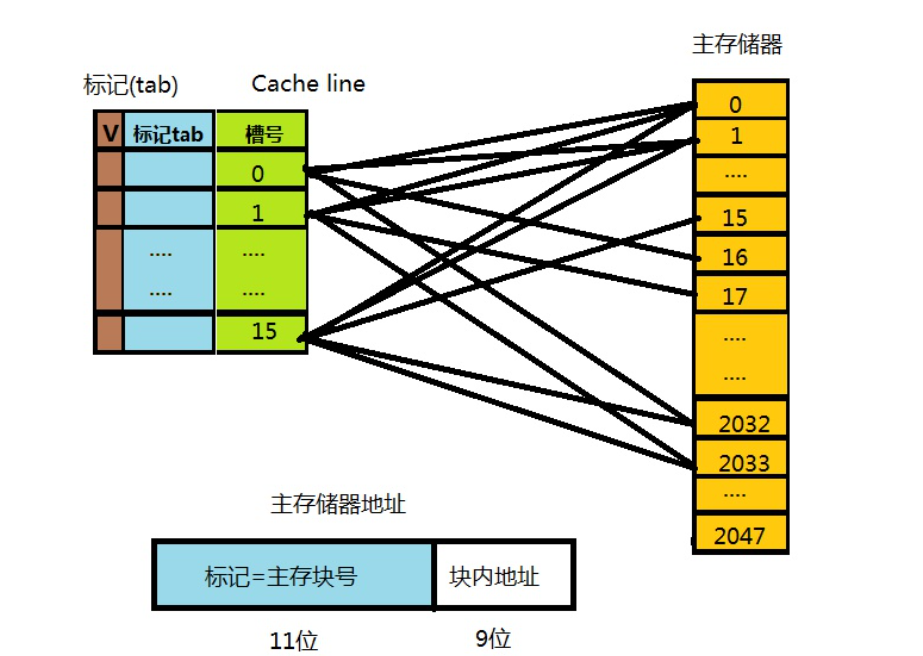 主存储器
标记(tab)
Cache line
V 标记tab 槽号
0
1
.... ....
.... ....
15
0
1
....
15
16
17
....
....
2032
2033
....
2047
主存储器地址
标记=主存块号 块内地址
11位 9位